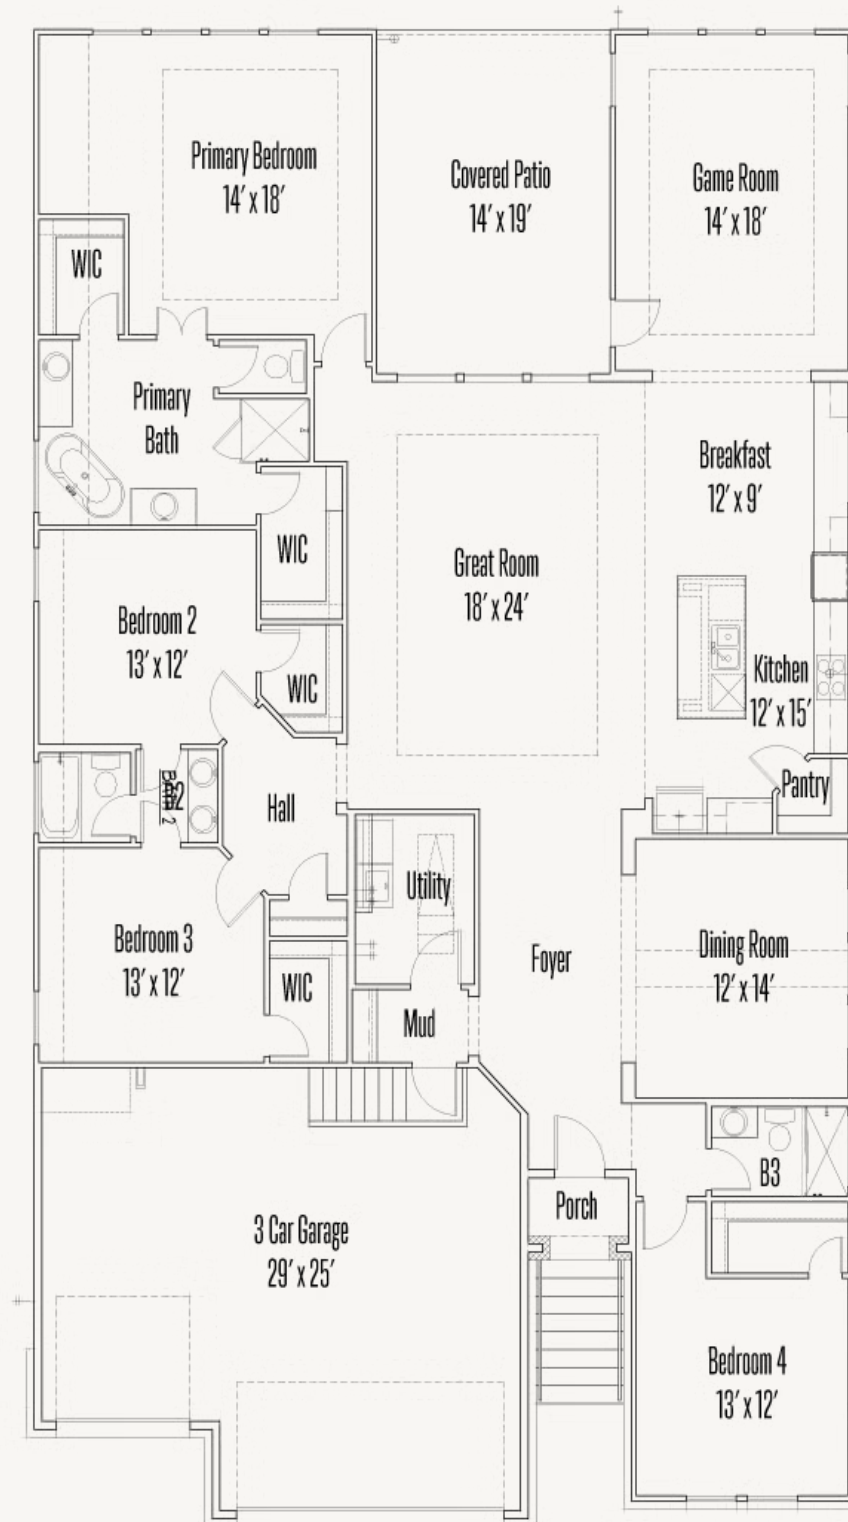 Primary Bedroom
14' x 18'
Covered Patio
14' x 19'
Game Room
14' x 18'
WIC
Primary
Bath
Breakfast
12' x 9'
WIC
Great Room
18' x 24'
Bedroom 2
13' x 12'
WIC
Kitchen
12' x 15'
Pantry
Hall
Utility
Bedroom 3
13' x 12'
WIC
Foyer
Dining Room
12' x 14'
Mud
B3
Porch
3 Car Garage
29' x 25'
Bedroom 4
13' x 12'